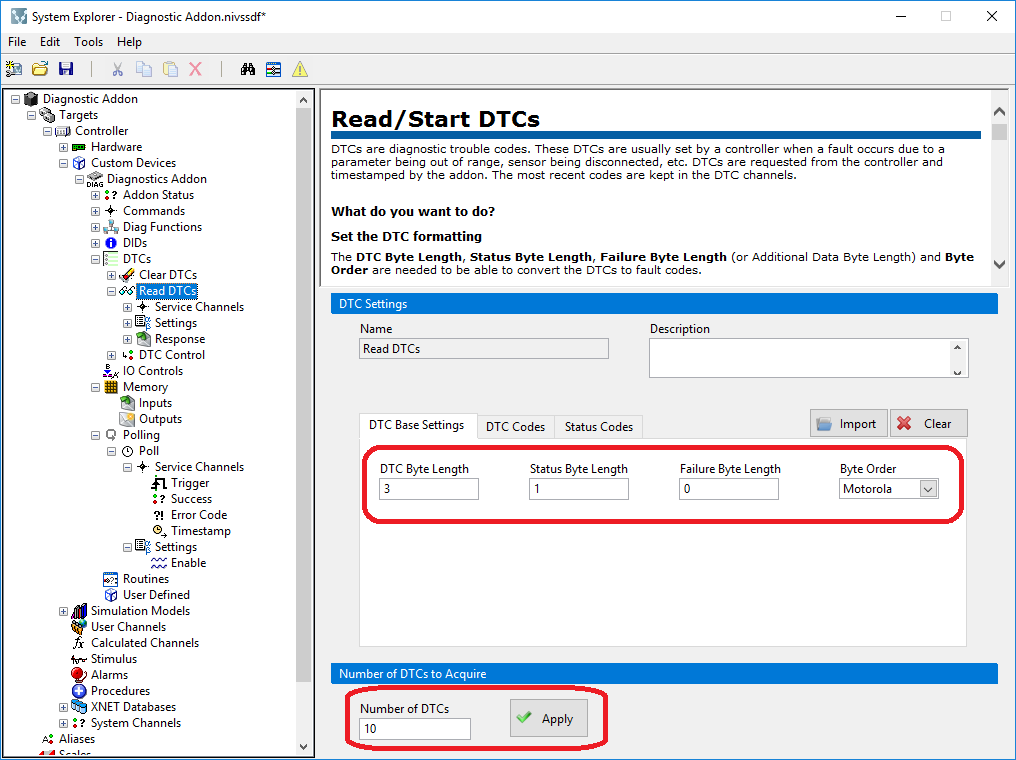 System Explorer - Diagnostic Addon.nivssdf*
File Edit Tools Help
Diagnostic Addon
Targets
Controller
Hardware
Custom Devices
DIAG Diagnostics Addon
Addon Status
Commands
Diag Functions
DIDs
DTCs
Clear DTCs
Read DTCs
Service Channels
Settings
Response
DTC Control
IO Controls
Memory
Inputs
Outputs
Polling
Poll
Service Channels
Trigger
Success
Error Code
Timestamp
Settings
Enable
Routines
User Defined
Simulation Models
User Channels
Calculated Channels
Stimulus
Alarms
Procedures
XNET Databases
System Channels
Aliases
Scales
Read/Start DTCs
DTCs are diagnostic trouble codes. These DTCs are usually set by a controller when a fault occurs due to a
parameter being out of range, sensor being disconnected, etc. DTCs are requested from the controller and
timestamped by the addon. The most recent codes are kept in the DTC channels.
What do you want to do?
Set the DTC formatting
The DTC Byte Length, Status Byte Length, Failure Byte Length (or Additional Data Byte Length) and Byte
Order are needed to be able to convert the DTCs to fault codes.
DTC Settings
Name Description
Read DTCs
DTC Base Settings DTC Codes Status Codes Import Clear
DTC Byte Length Status Byte Length Failure Byte Length Byte Order
3 1 0 Motorola
Number of DTCs to Acquire
Number of DTCs
10 Apply